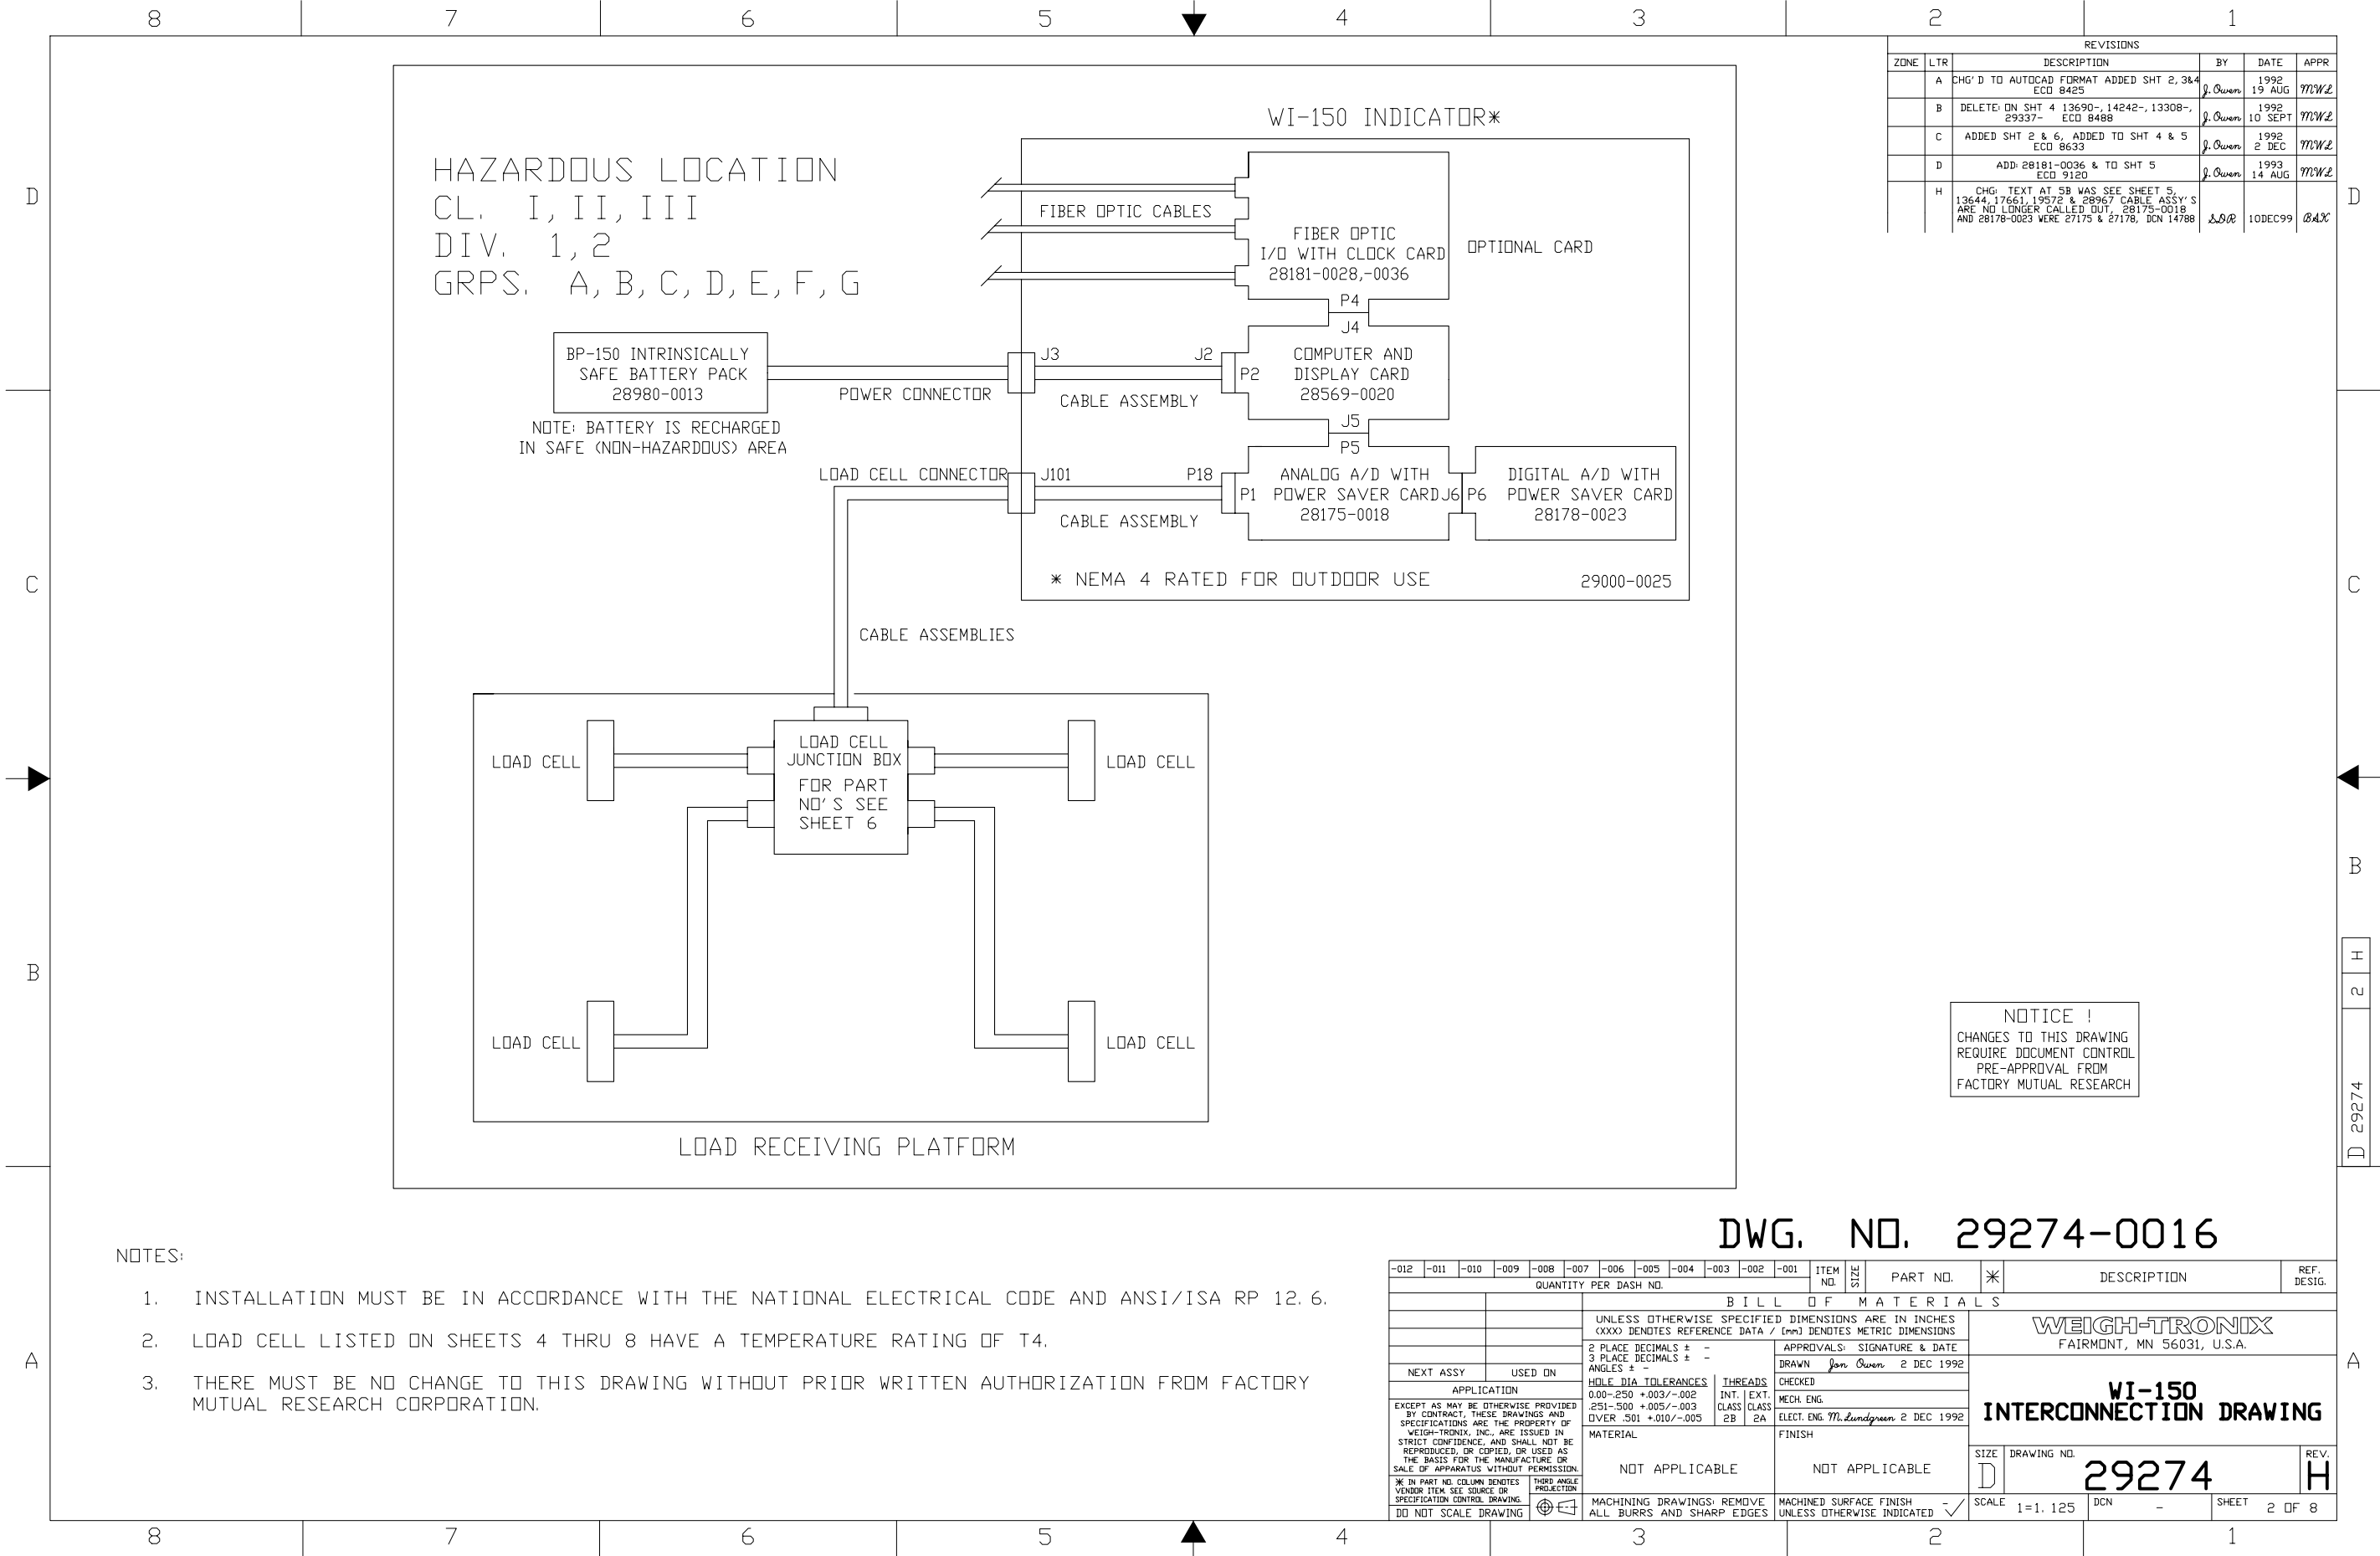 8 7 6 5 4 3 2 1
D
C
B
A
REVISIONS
ZONE LTR DESCRIPTION BY DATE APPR
A CHG'D TO AUTOCAD FORMAT ADDED SHT 2,3&4 ECO 8425 J. Owen 1992 19 AUG MWL
B DELETE: ON SHT 4 13690-, 14242-, 13308-, 29337- ECO 8488 J. Owen 1992 10 SEPT MWL
C ADDED SHT 2 & 6, ADDED TO SHT 4 & 5 ECO 8633 J. Owen 1992 2 DEC MWL
D ADD: 28181-0036 & TO SHT 5 ECO 9120 J. Owen 1993 14 AUG MWL
H CHG: TEXT AT 5B WAS SEE SHEET 5,
13644, 17661, 19572 & 28967 CABLE ASSY'S
ARE NO LONGER CALLED OUT, 28175-0018
AND 28178-0023 WERE 27175 & 27178, DCN 14788 SDR 10DEC99
HAZARDOUS LOCATION
CL. I, II, III
DIV. 1, 2
GRPS. A, B, C, D, E, F, G
WI-150 INDICATOR*
FIBER OPTIC CABLES
FIBER OPTIC
I/O WITH CLOCK CARD
28181-0028,-0036
OPTIONAL CARD
P4
J4
BP-150 INTRINSICALLY
SAFE BATTERY PACK
28980-0013
NOTE: BATTERY IS RECHARGED
IN SAFE (NON-HAZARDOUS) AREA
POWER CONNECTOR
J3
J2
P2
CABLE ASSEMBLY
COMPUTER AND
DISPLAY CARD
28569-0020
J5
P5
LOAD CELL CONNECTOR
J101
P18
P1
CABLE ASSEMBLY
ANALOG A/D WITH
POWER SAVER CARD
28175-0018
J6
P6
DIGITAL A/D WITH
POWER SAVER CARD
28178-0023
* NEMA 4 RATED FOR OUTDOOR USE
29000-0025
CABLE ASSEMBLIES
LOAD CELL
LOAD CELL
JUNCTION BOX
FOR PART
NO'S SEE
SHEET 6
LOAD CELL
LOAD CELL
LOAD CELL
LOAD RECEIVING PLATFORM
NOTICE !
CHANGES TO THIS DRAWING
REQUIRE DOCUMENT CONTROL
PRE-APPROVAL FROM
FACTORY MUTUAL RESEARCH
D 29274 2 H
NOTES:
1. INSTALLATION MUST BE IN ACCORDANCE WITH THE NATIONAL ELECTRICAL CODE AND ANSI/ISA RP 12.6.
2. LOAD CELL LISTED ON SHEETS 4 THRU 8 HAVE A TEMPERATURE RATING OF T4.
3. THERE MUST BE NO CHANGE TO THIS DRAWING WITHOUT PRIOR WRITTEN AUTHORIZATION FROM FACTORY
MUTUAL RESEARCH CORPORATION.
DWG. NO. 29274-0016
-012 -011 -010 -009 -008 -007 -006 -005 -004 -003 -002 -001
QUANTITY PER DASH NO.
ITEM NO. SIZE PART NO. * DESCRIPTION REF. DESIG.
BILL OF MATERIALS
NEXT ASSY USED ON
APPLICATION
EXCEPT AS MAY BE OTHERWISE PROVIDED
BY CONTRACT, THESE DRAWINGS AND
SPECIFICATIONS ARE THE PROPERTY OF
WEIGH-TRONIX, INC., ARE ISSUED IN
STRICT CONFIDENCE, AND SHALL NOT BE
REPRODUCED, OR COPIED, OR USED AS
THE BASIS FOR THE MANUFACTURE OR
SALE OF APPARATUS WITHOUT PERMISSION.
* IN PART NO. COLUMN DENOTES
VENDOR ITEM. SEE SOURCE OR
SPECIFICATION CONTROL DRAWING.
THIRD ANGLE
PROJECTION
DO NOT SCALE DRAWING
UNLESS OTHERWISE SPECIFIED DIMENSIONS ARE IN INCHES
(XXX) DENOTES REFERENCE DATA / [mm] DENOTES METRIC DIMENSIONS
2 PLACE DECIMALS ± -
3 PLACE DECIMALS ± -
ANGLES ± -
HOLE DIA TOLERANCES
0.00-.250 +.003/-.002
.251-.500 +.005/-.003
OVER .501 +.010/-.005
THREADS
INT. EXT.
CLASS CLASS
2B 2A
APPROVALS: SIGNATURE & DATE
DRAWN Jon Owen 2 DEC 1992
CHECKED
MECH. ENG.
ELECT. ENG. M. Lundgreen 2 DEC 1992
MATERIAL
NOT APPLICABLE
FINISH
NOT APPLICABLE
MACHINING DRAWINGS: REMOVE
ALL BURRS AND SHARP EDGES
MACHINED SURFACE FINISH
UNLESS OTHERWISE INDICATED
WEIGH-TRONIX
FAIRMONT, MN 56031, U.S.A.
WI-150
INTERCONNECTION DRAWING
SIZE D
DRAWING NO. 29274
REV. H
SCALE 1=1.125
DCN -
SHEET 2 OF 8
8 7 6 5 4 3 2 1
D
C
B
A